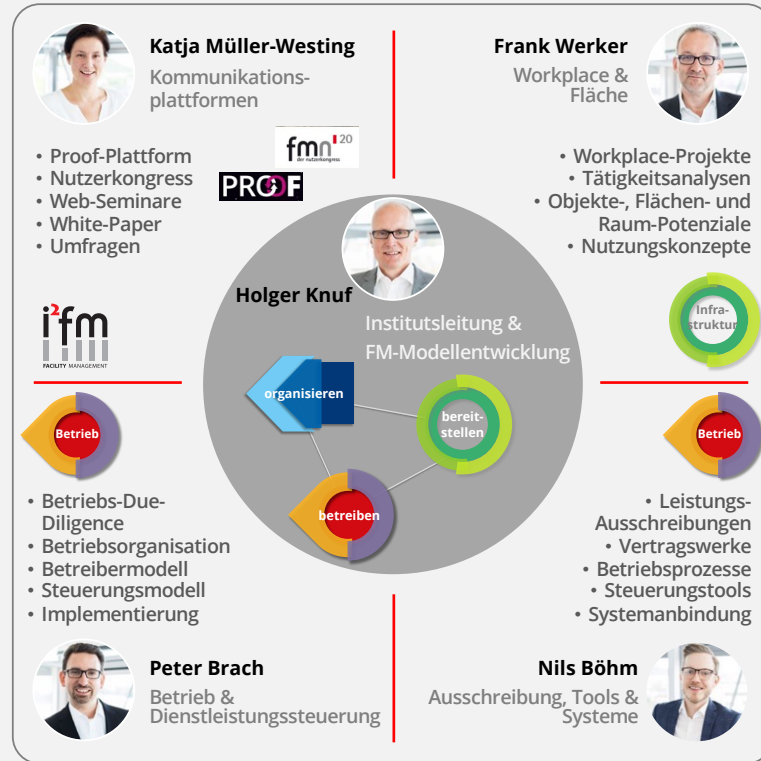 Katja Müller-Westing
Kommunikations-
plattformen
• Proof-Plattform
• Nutzerkongress
• Web-Seminare
• White-Paper
• Umfragen
fmn'20
der nutzerkongress
PROOF
i²fm
FACILITY MANAGEMENT
Frank Werker
Workplace &
Fläche
• Workplace-Projekte
• Tätigkeitsanalysen
• Objekte-, Flächen- und
Raum-Potenziale
• Nutzungskonzepte
Infra-
struktur
Holger Knuf
Institutsleitung &
FM-Modellentwicklung
organisieren
bereit-
stellen
betreiben
Betrieb
• Betriebs-Due-
Diligence
• Betriebsorganisation
• Betreibermodell
• Steuerungsmodell
• Implementierung
Peter Brach
Betrieb &
Dienstleistungssteuerung
Betrieb
• Leistungs-
Ausschreibungen
• Vertragswerke
• Betriebsprozesse
• Steuerungstools
• Systemanbindung
Nils Böhm
Ausschreibung, Tools &
Systeme